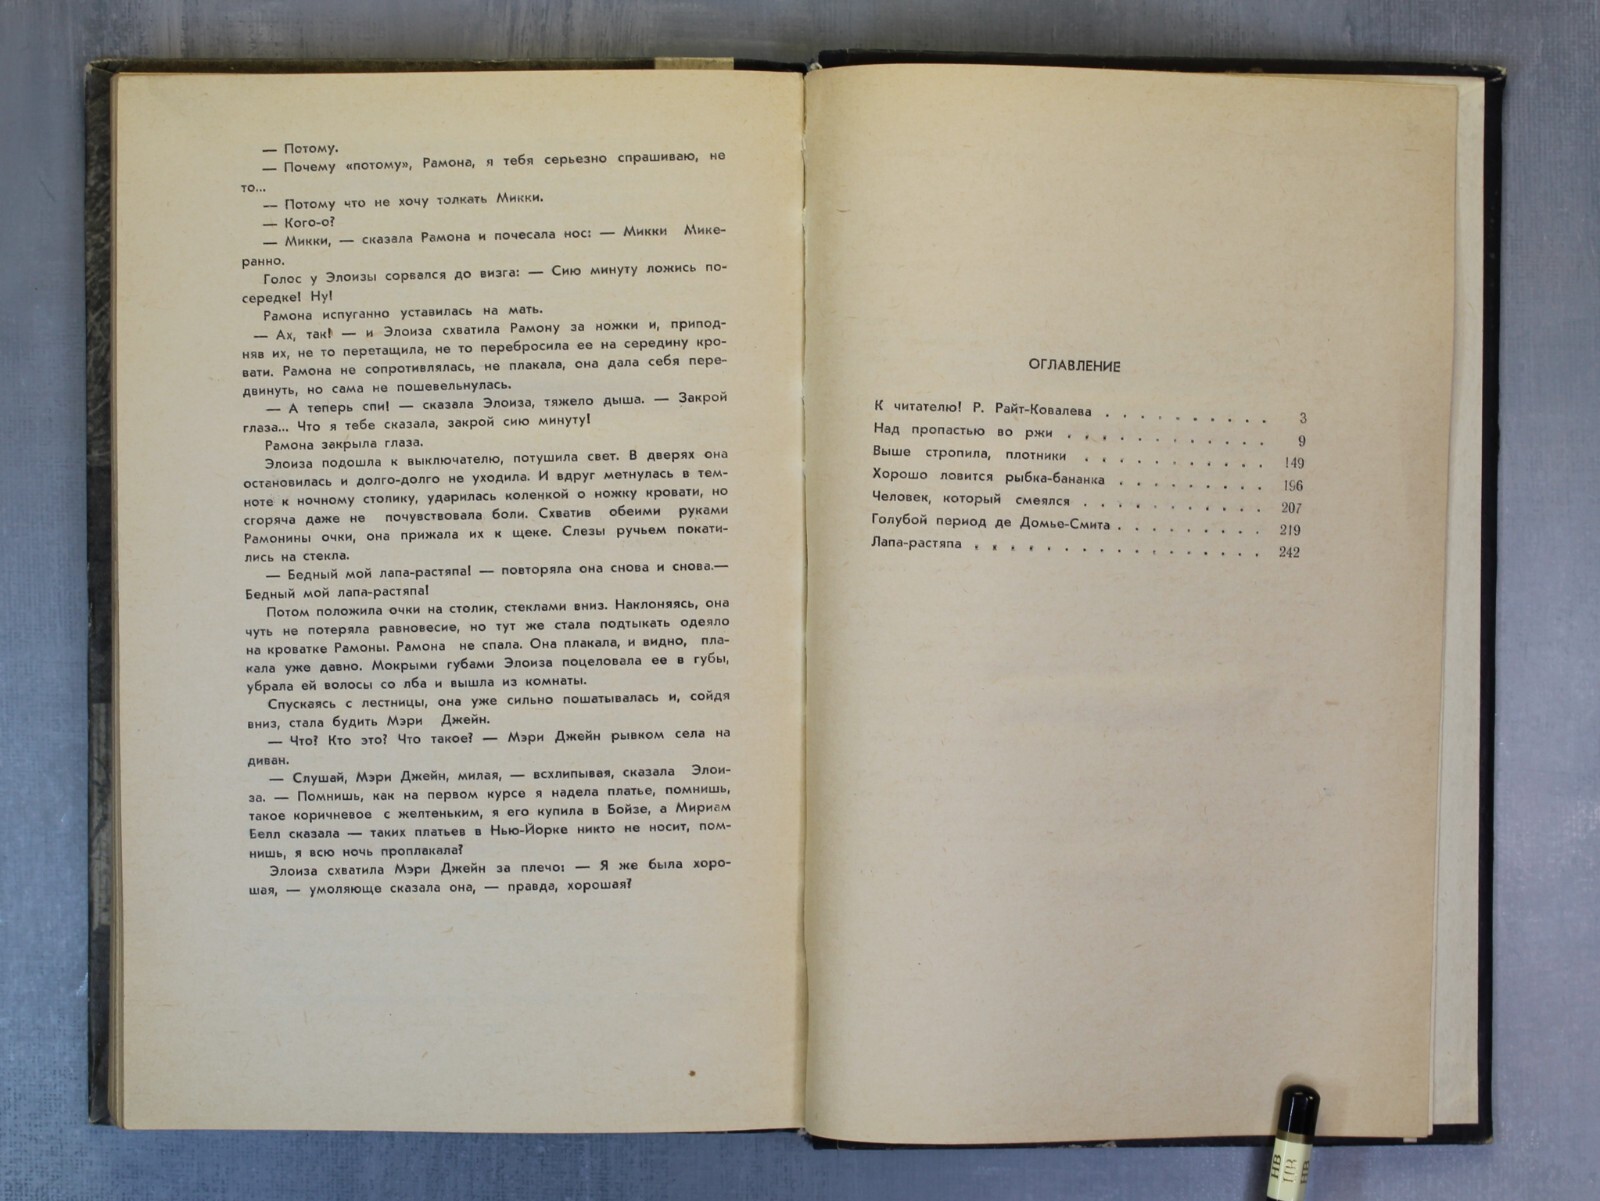 — Потому.
— Почему «потому», Рамона, я тебя серьезно спрашиваю, не
то...
— Потому что не хочу толкать Микки.
— Кого-о?
— Микки, — сказала Рамона и почесала нос: — Микки Мике-
ранно.
Голос у Элоизы сорвался до визга: — Сию минуту ложись по-
середке! Ну!
Рамона испуганно уставилась на мать.
— Ах, так! — и Элоиза схватила Рамону за ножки и, припод-
няв их, не то перетащила, не то перебросила ее на середину кро-
вати. Рамона не сопротивлялась, не плакала, она дала себя пере-
двинуть, но сама не пошевельнулась.
— А теперь спи! — сказала Элоиза, тяжело дыша. — Закрой
глаза... Что я тебе сказала, закрой сию минуту!
Рамона закрыла глаза.
Элоиза подошла к выключателю, потушила свет. В дверях она
остановилась и долго-долго не уходила. И вдруг метнулась в тем-
ноте к ночному столику, ударилась коленкой о ножку кровати, но
сгоряча даже не почувствовала боли. Схватив обеими руками
Рамонины очки, она прижала их к щеке. Слезы ручьем покати-
лись на стекла.
— Бедный мой лапа-растяпа! — повторяла она снова и снова.—
Бедный мой лапа-растяпа!
Потом положила очки на столик, стеклами вниз. Наклоняясь, она
чуть не потеряла равновесие, но тут же стала подтыкать одеяло
на кроватке Рамоны. Рамона не спала. Она плакала, и видно, пла-
кала уже давно. Мокрыми губами Элоиза поцеловала ее в губы,
убрала ей волосы со лба и вышла из комнаты.
Спускаясь с лестницы, она уже сильно пошатывалась и, сойдя
вниз, стала будить Мэри Джейн.
— Что? Кто это? Что такое? — Мэри Джейн рывком села на
диван.
— Слушай, Мэри Джейн, милая, — всхлипывая, сказала Элои-
за. — Помнишь, как на первом курсе я надела платье, помнишь,
такое коричневое с желтеньким, я его купила в Бойзе, а Мириам
Белл сказала — таких платьев в Нью-Йорке никто не носит, пом-
нишь, я всю ночь проплакала?
Элоиза схватила Мэри Джейн за плечо: — Я же была хоро-
шая, — умоляюще сказала она, — правда, хорошая?
ОГЛАВЛЕНИЕ
К читателю! Р. Райт-Ковалева . . . . . . . . . . 3
Над пропастью во ржи . . . . . . . . . . . . 9
Выше стропила, плотники . . . . . . . . . . . 149
Хорошо ловится рыбка-бананка . . . . . . . . . 196
Человек, который смеялся . . . . . . . . . . . 207
Голубой период де Домье-Смита . . . . . . . . . 219
Лапа-растяпа . . . . . . . . . . . . . . . . 242
HB
HB
HB